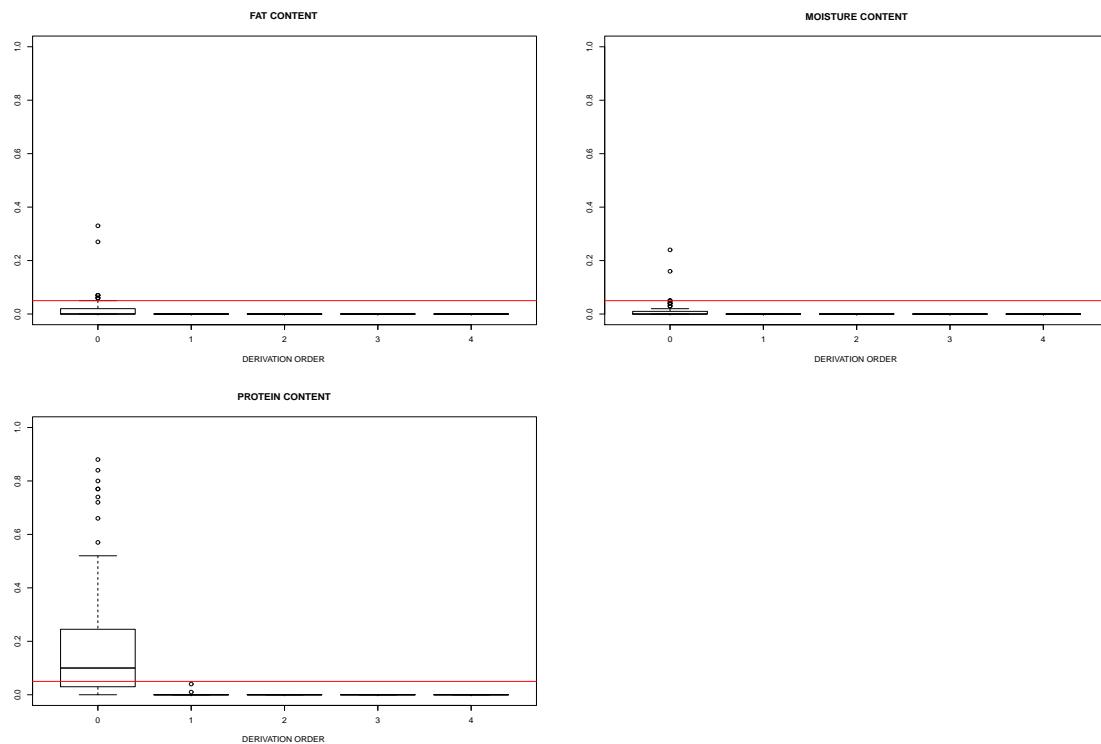 FAT CONTENT
1.0
0.8
0.6
0.4
0.2
0.0
0 1 2 3 4
DERIVATION ORDER
MOISTURE CONTENT
1.0
0.8
0.6
0.4
0.2
0.0
0 1 2 3 4
DERIVATION ORDER
PROTEIN CONTENT
1.0
0.8
0.6
0.4
0.2
0.0
0 1 2 3 4
DERIVATION ORDER